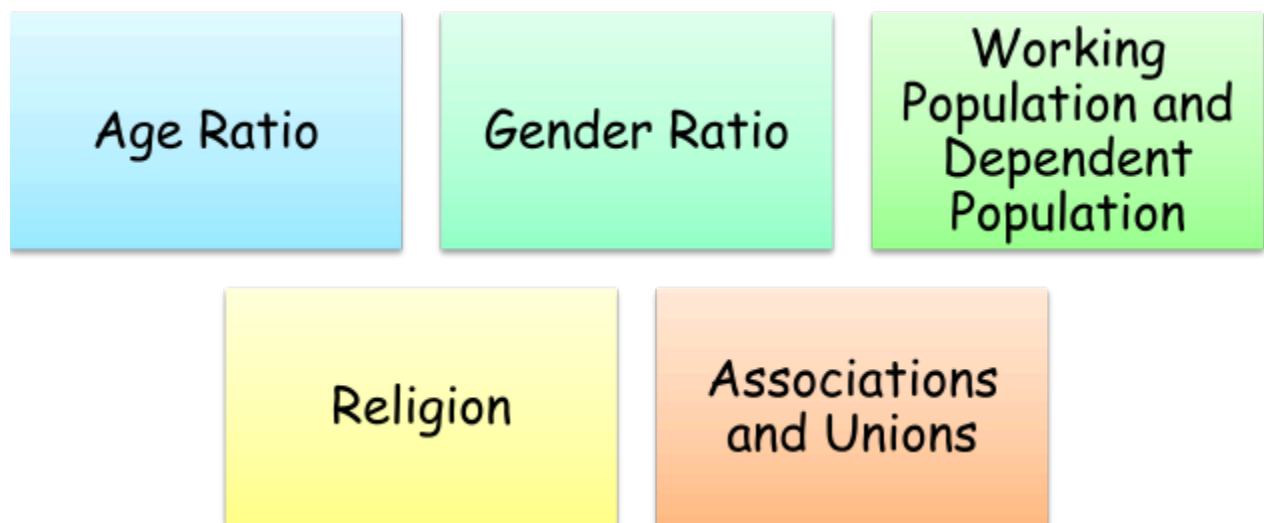 Age Ratio
Gender Ratio
Working
Population and
Dependent
Population
Religion
Associations
and Unions